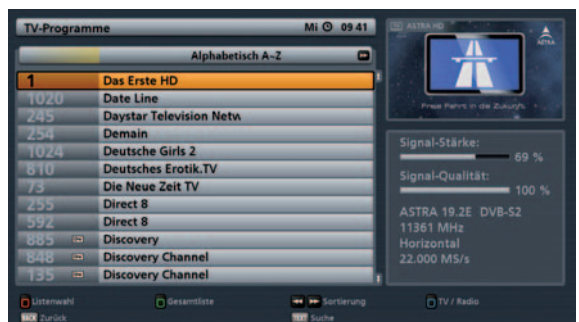 TV-Programme
Mi 09 41
Alphabetisch A~Z
1 Das Erste HD
1020 Date Line
245 Daystar Television Netw
254 Demain
1024 Deutsche Girls 2
810 Deutsches Erotik.TV
73 Die Neue Zeit TV
255 Direct 8
592 Direct 8
885 Discovery
848 Discovery Channel
135 Discovery Channel
ASTRA HD
ASTRA
Freie Fahrt in die Zukunft
Signal-Stärke:
69 %
Signal-Qualität:
100 %
ASTRA 19.2E DVB-S2
11361 MHz
Horizontal
22.000 MS/s
Listenwahl
Gesamtliste
Sortierung
TV / Radio
BACK Zurück
TEXT Suche